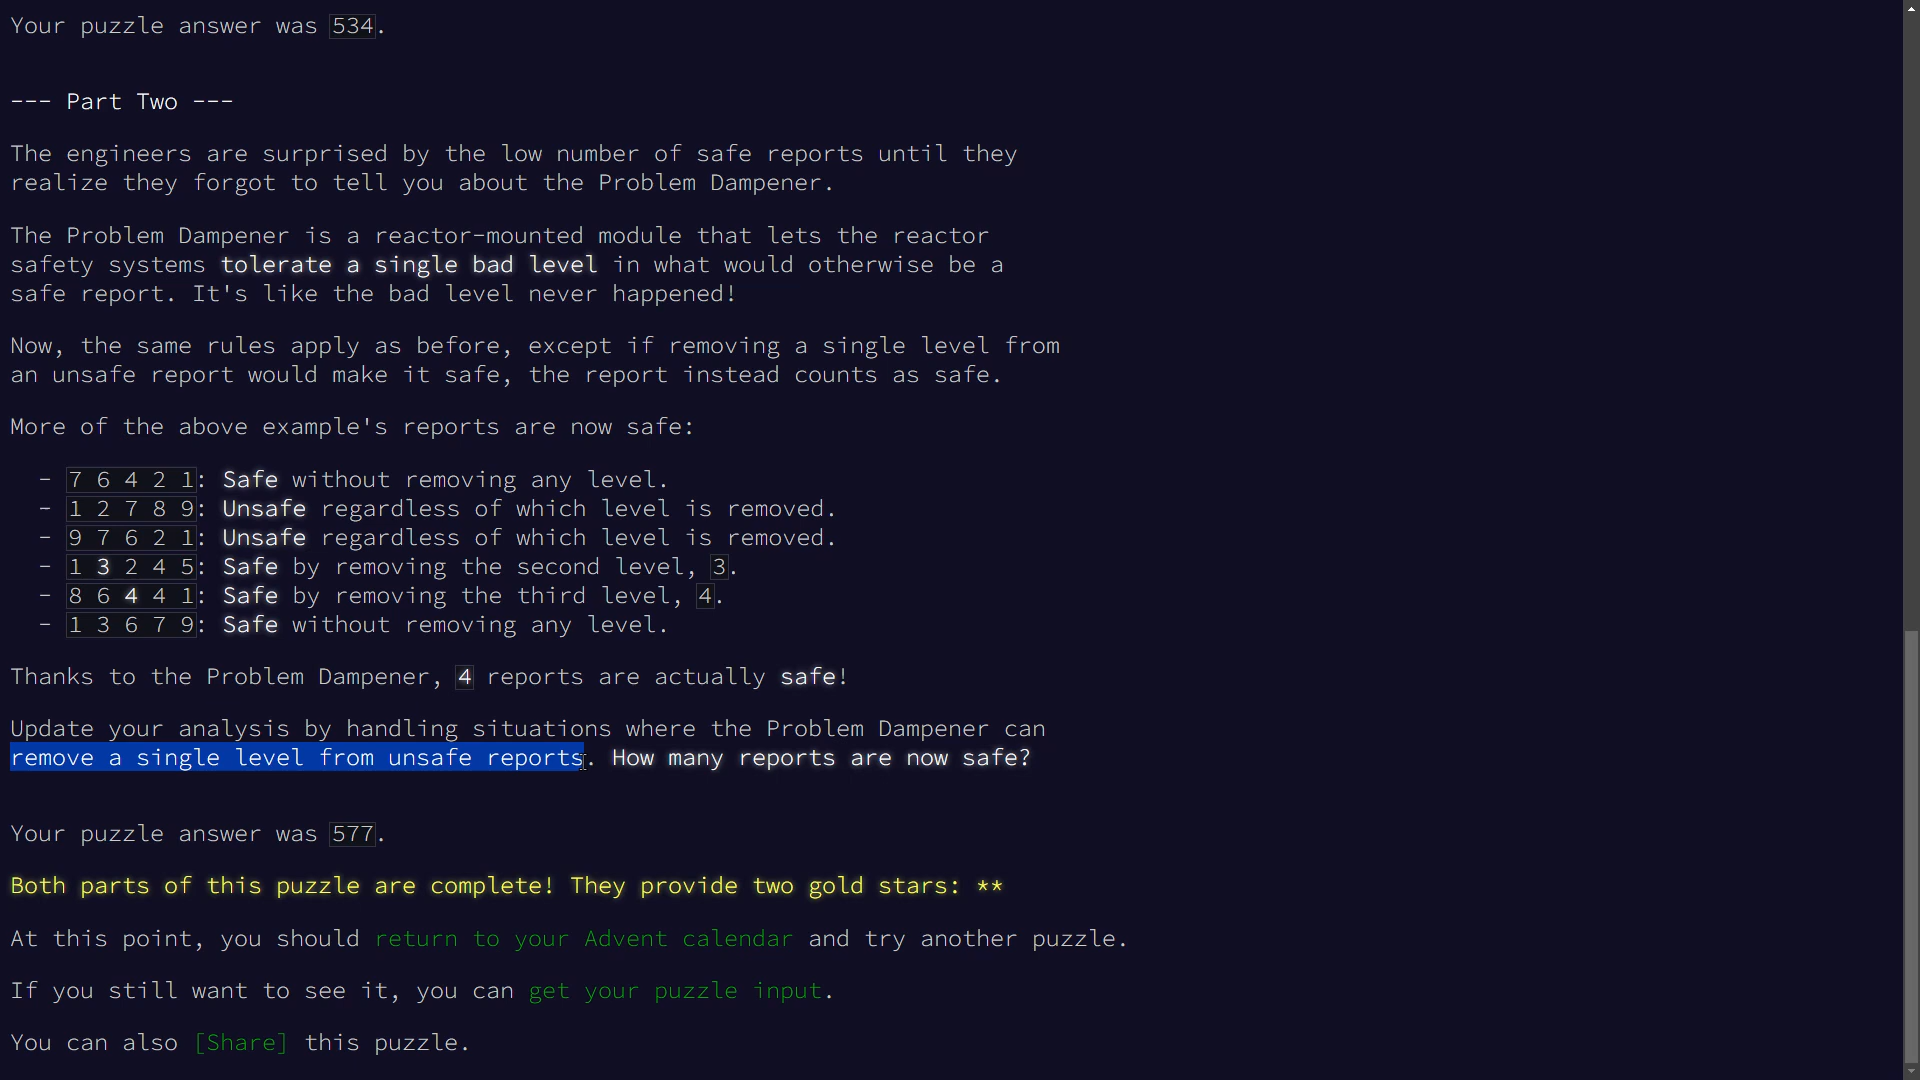 Your puzzle answer was 534.
--- Part Two ---
The engineers are surprised by the low number of safe reports until they
realize they forgot to tell you about the Problem Dampener.
The Problem Dampener is a reactor-mounted module that lets the reactor
safety systems tolerate a single bad level in what would otherwise be a
safe report. It's like the bad level never happened!
Now, the same rules apply as before, except if removing a single level from
an unsafe report would make it safe, the report instead counts as safe.
More of the above example's reports are now safe:
- 7 6 4 2 1: Safe without removing any level.
- 1 2 7 8 9: Unsafe regardless of which level is removed.
- 9 7 6 2 1: Unsafe regardless of which level is removed.
- 1 3 2 4 5: Safe by removing the second level, 3.
- 8 6 4 4 1: Safe by removing the third level, 4.
- 1 3 6 7 9: Safe without removing any level.
Thanks to the Problem Dampener, 4 reports are actually safe!
Update your analysis by handling situations where the Problem Dampener can
remove a single level from unsafe reports. How many reports are now safe?
Your puzzle answer was 577.
Both parts of this puzzle are complete! They provide two gold stars: **
At this point, you should return to your Advent calendar and try another puzzle.
If you still want to see it, you can get your puzzle input.
You can also [Share] this puzzle.